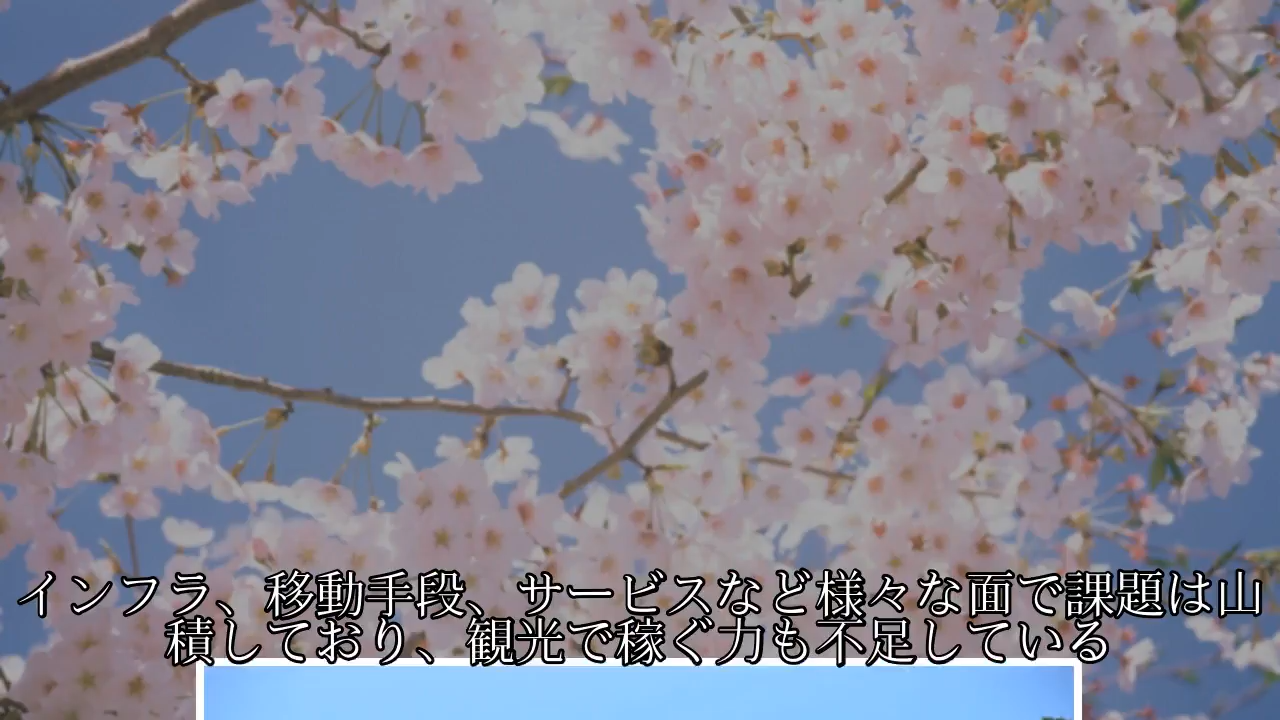 インフラ、移動手段、サービスなど様々な面で課題は山
積しており、観光で稼ぐ力も不足している